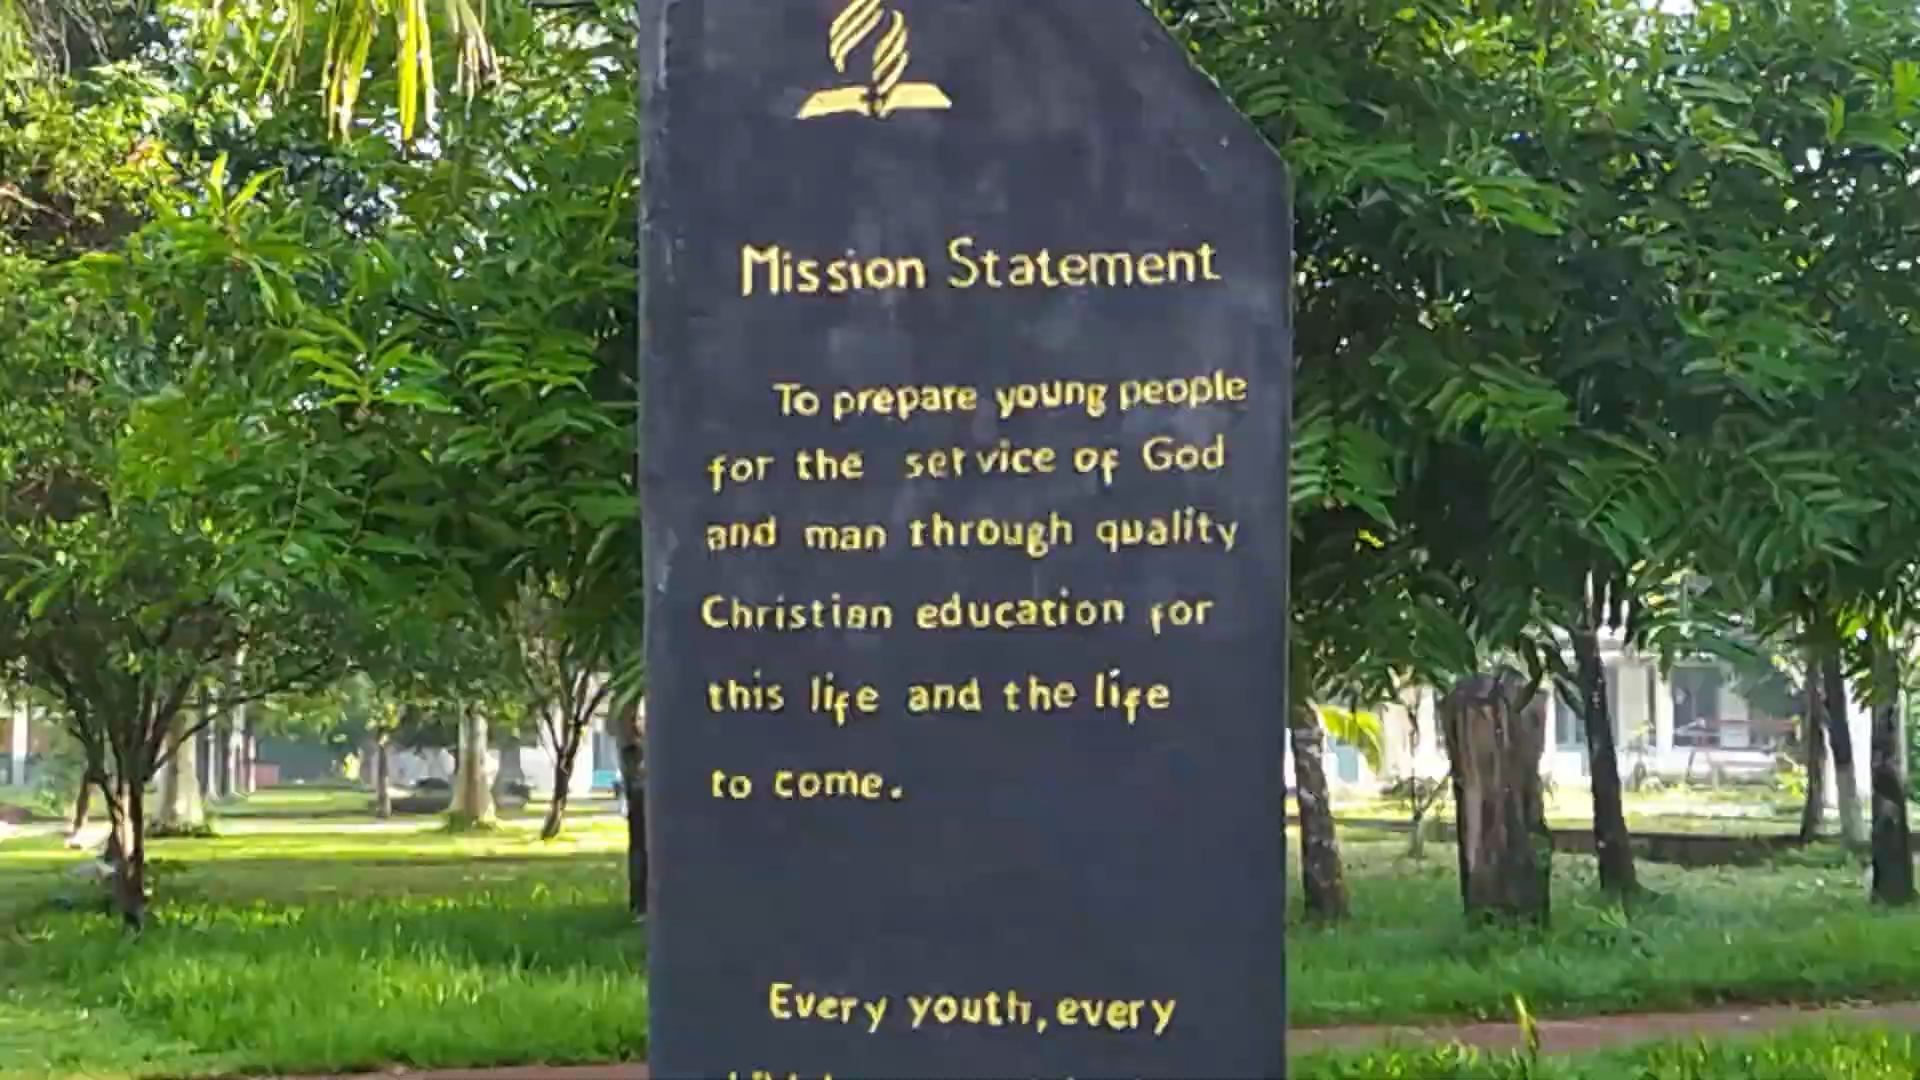 Mission Statement
To prepare young people
for the service of God
and man through quality
Christian education for
this life and the life
to come.
Every youth, every